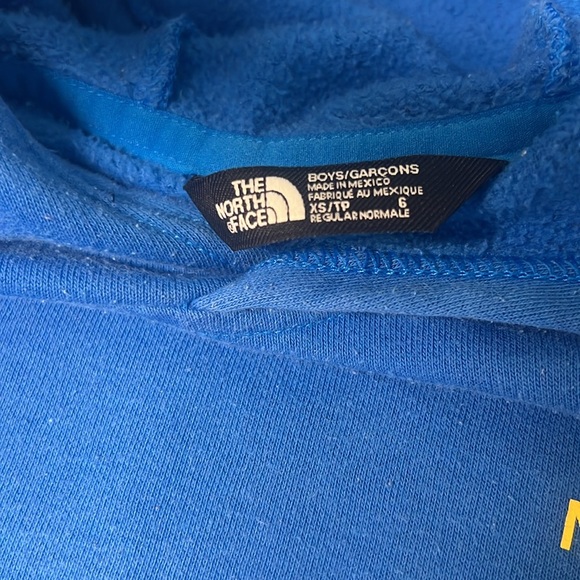 THE
NORTH
FACE
BOYS/GARÇONS
MADE IN MEXICO
FABRIQUÉ AU MEXIQUE
XS/TP 6
REGULAR NORMALE